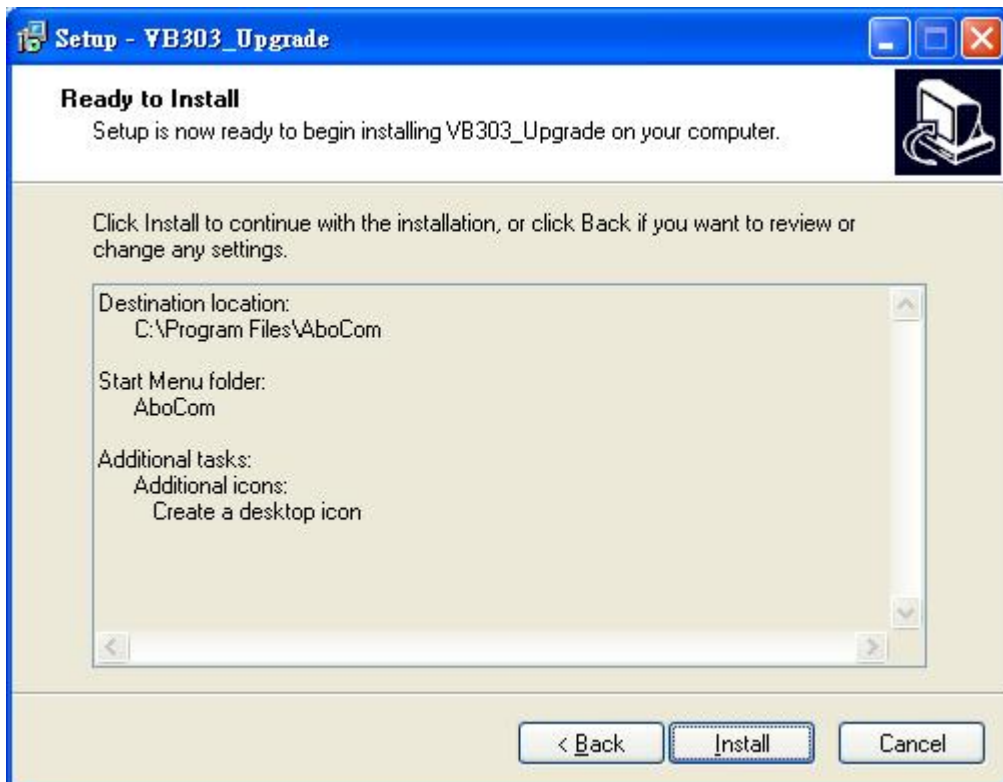 Setup - VB303_Upgrade
Ready to Install
Setup is now ready to begin installing VB303_Upgrade on your computer.
Click Install to continue with the installation, or click Back if you want to review or
change any settings.
Destination location:
C:\Program Files\AboCom
Start Menu folder:
AboCom
Additional tasks:
Additional icons:
Create a desktop icon
< Back
Install
Cancel